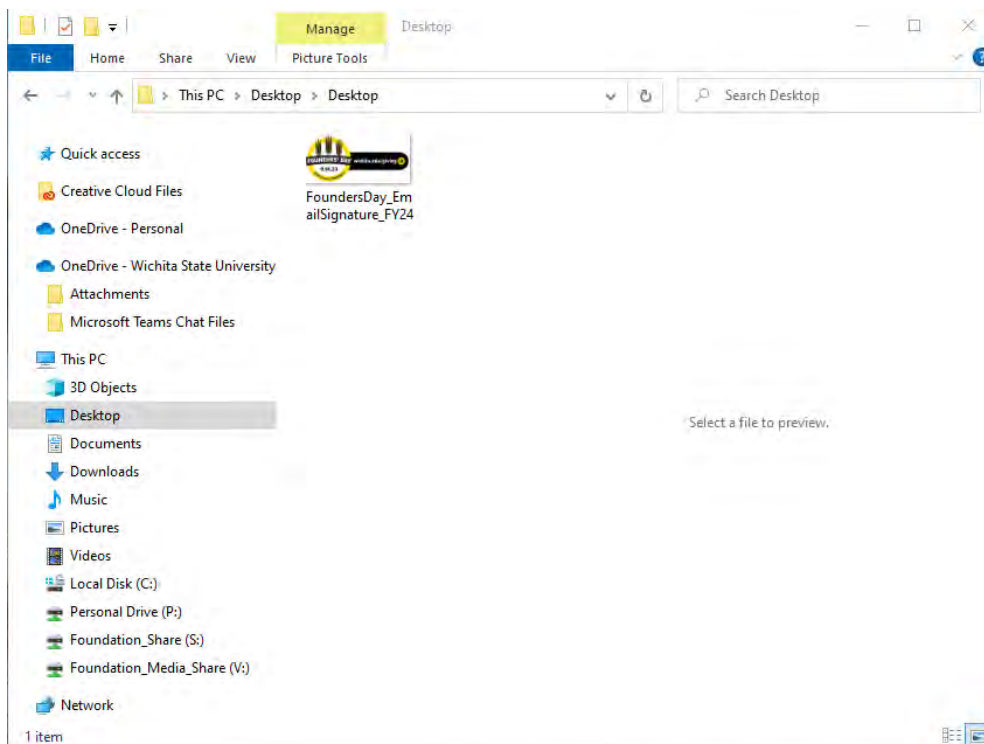 Manage
Desktop
File
Home
Share
View
Picture Tools
This PC > Desktop > Desktop
Search Desktop
Quick access
Creative Cloud Files
OneDrive - Personal
OneDrive - Wichita State University
Attachments
Microsoft Teams Chat Files
This PC
3D Objects
Desktop
Documents
Downloads
Music
Pictures
Videos
Local Disk (C:)
Personal Drive (P:)
Foundation_Share (S:)
Foundation_Media_Share (V:)
Network
FOUNDERS' DAY
FoundersDay_Em
ailSignature_FY24
Select a file to preview.
1 item